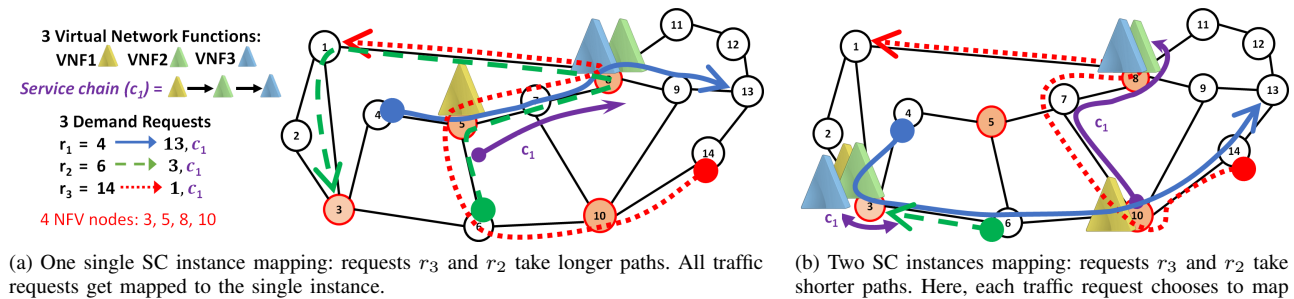 3 Virtual Network Functions:
VNF1 VNF2 VNF3
Service chain (c1) =
3 Demand Requests
r1 = 4 13, c1
r2 = 6 3, c1
r3 = 14 1, c1
4 NFV nodes: 3, 5, 8, 10
1
2
3
4
5
6
7
8
9
10
11
12
13
14
c1
1
2
3
4
5
6
7
8
9
10
11
12
13
14
c1
c1
(a) One single SC instance mapping: requests r3 and r2 take longer paths. All traffic
requests get mapped to the single instance.
(b) Two SC instances mapping: requests r3 and r2 take
shorter paths. Here, each traffic request chooses to map